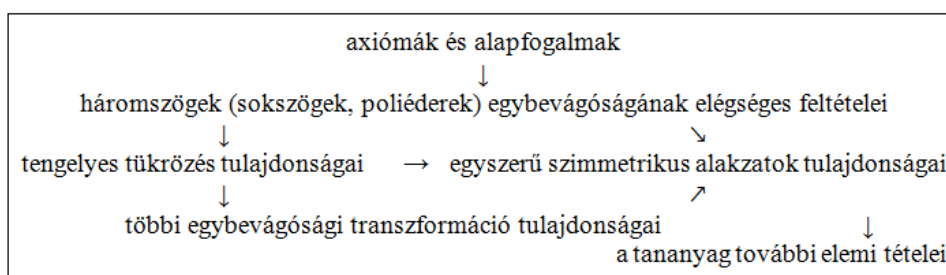 axiómák és alapfogalmak
↓
háromszögek (sokszögek, poliéderek) egybevágóságának elégséges feltételei
↓ ↘
tengelyes tükrözés tulajdonságai → egyszerű szimmetrikus alakzatok tulajdonságai
↓ ↗
többi egybevágósági transzformáció tulajdonságai ↓
a tananyag további elemi tételei